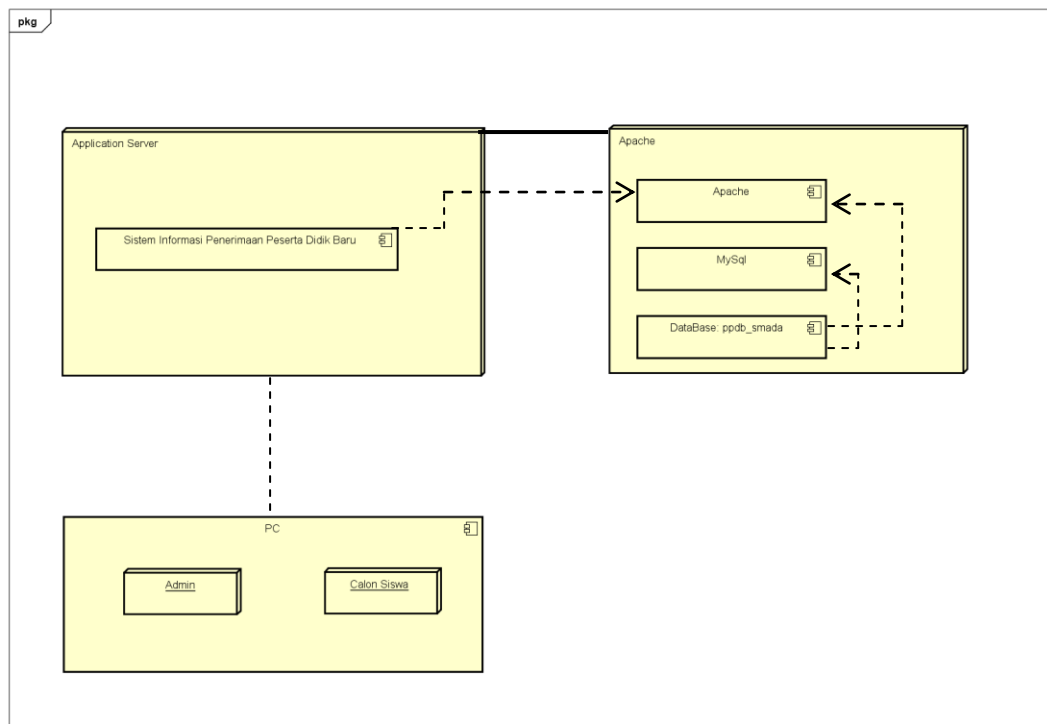 pkg
Application Server
Sistem Informasi Penerimaan Peserta Didik Baru
Apache
Apache
MySql
DataBase: ppdb_smada
PC
Admin
Calon Siswa